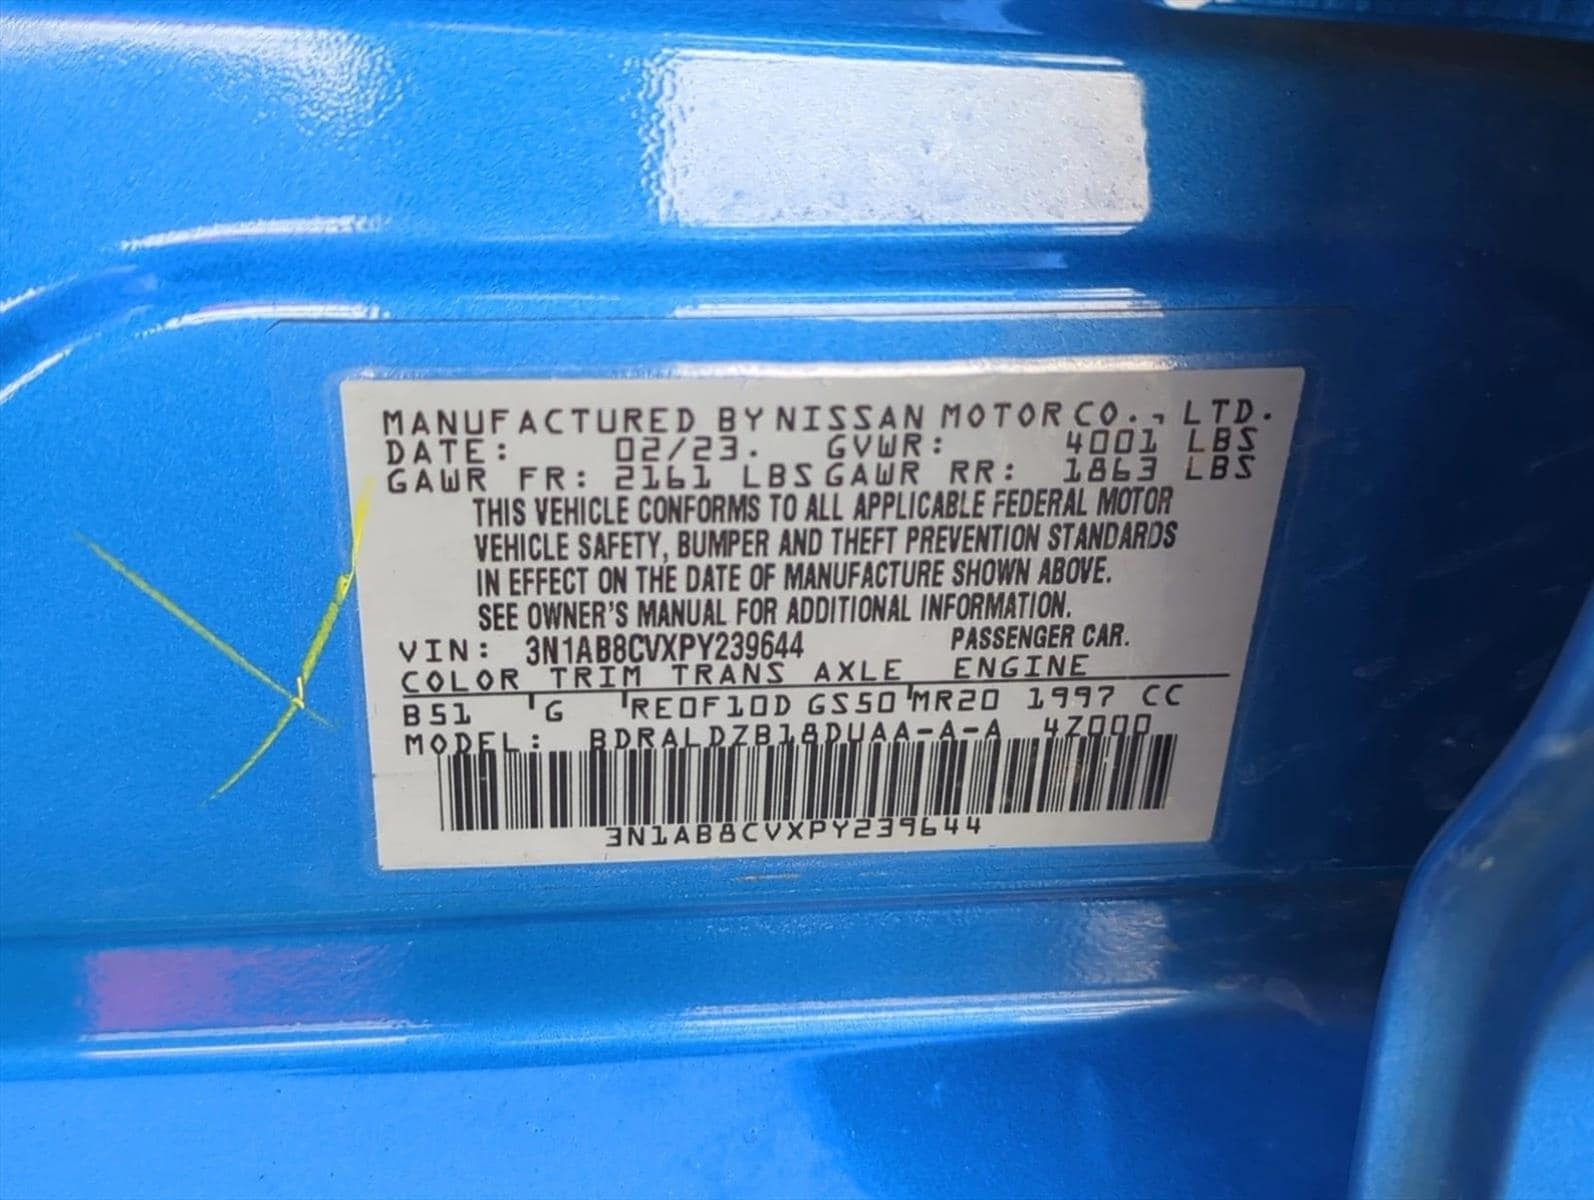 MANUFACTURED BY NISSAN MOTOR CO., LTD.
DATE: 02/23. GVWR: 4001 LBS
GAWR FR: 2161 LBS GAWR RR: 1863 LBS
THIS VEHICLE CONFORMS TO ALL APPLICABLE FEDERAL MOTOR
VEHICLE SAFETY, BUMPER AND THEFT PREVENTION STANDARDS
IN EFFECT ON THE DATE OF MANUFACTURE SHOWN ABOVE.
SEE OWNER'S MANUAL FOR ADDITIONAL INFORMATION.
VIN: 3N1AB8CVXPY239644 PASSENGER CAR.
COLOR TRIM TRANS AXLE ENGINE
B51 G RE0F10D GS50 MR20 1997 CC
MODEL: BDRALDZB18DUAA-A-A 4Z000
3N1AB8CVXPY239644